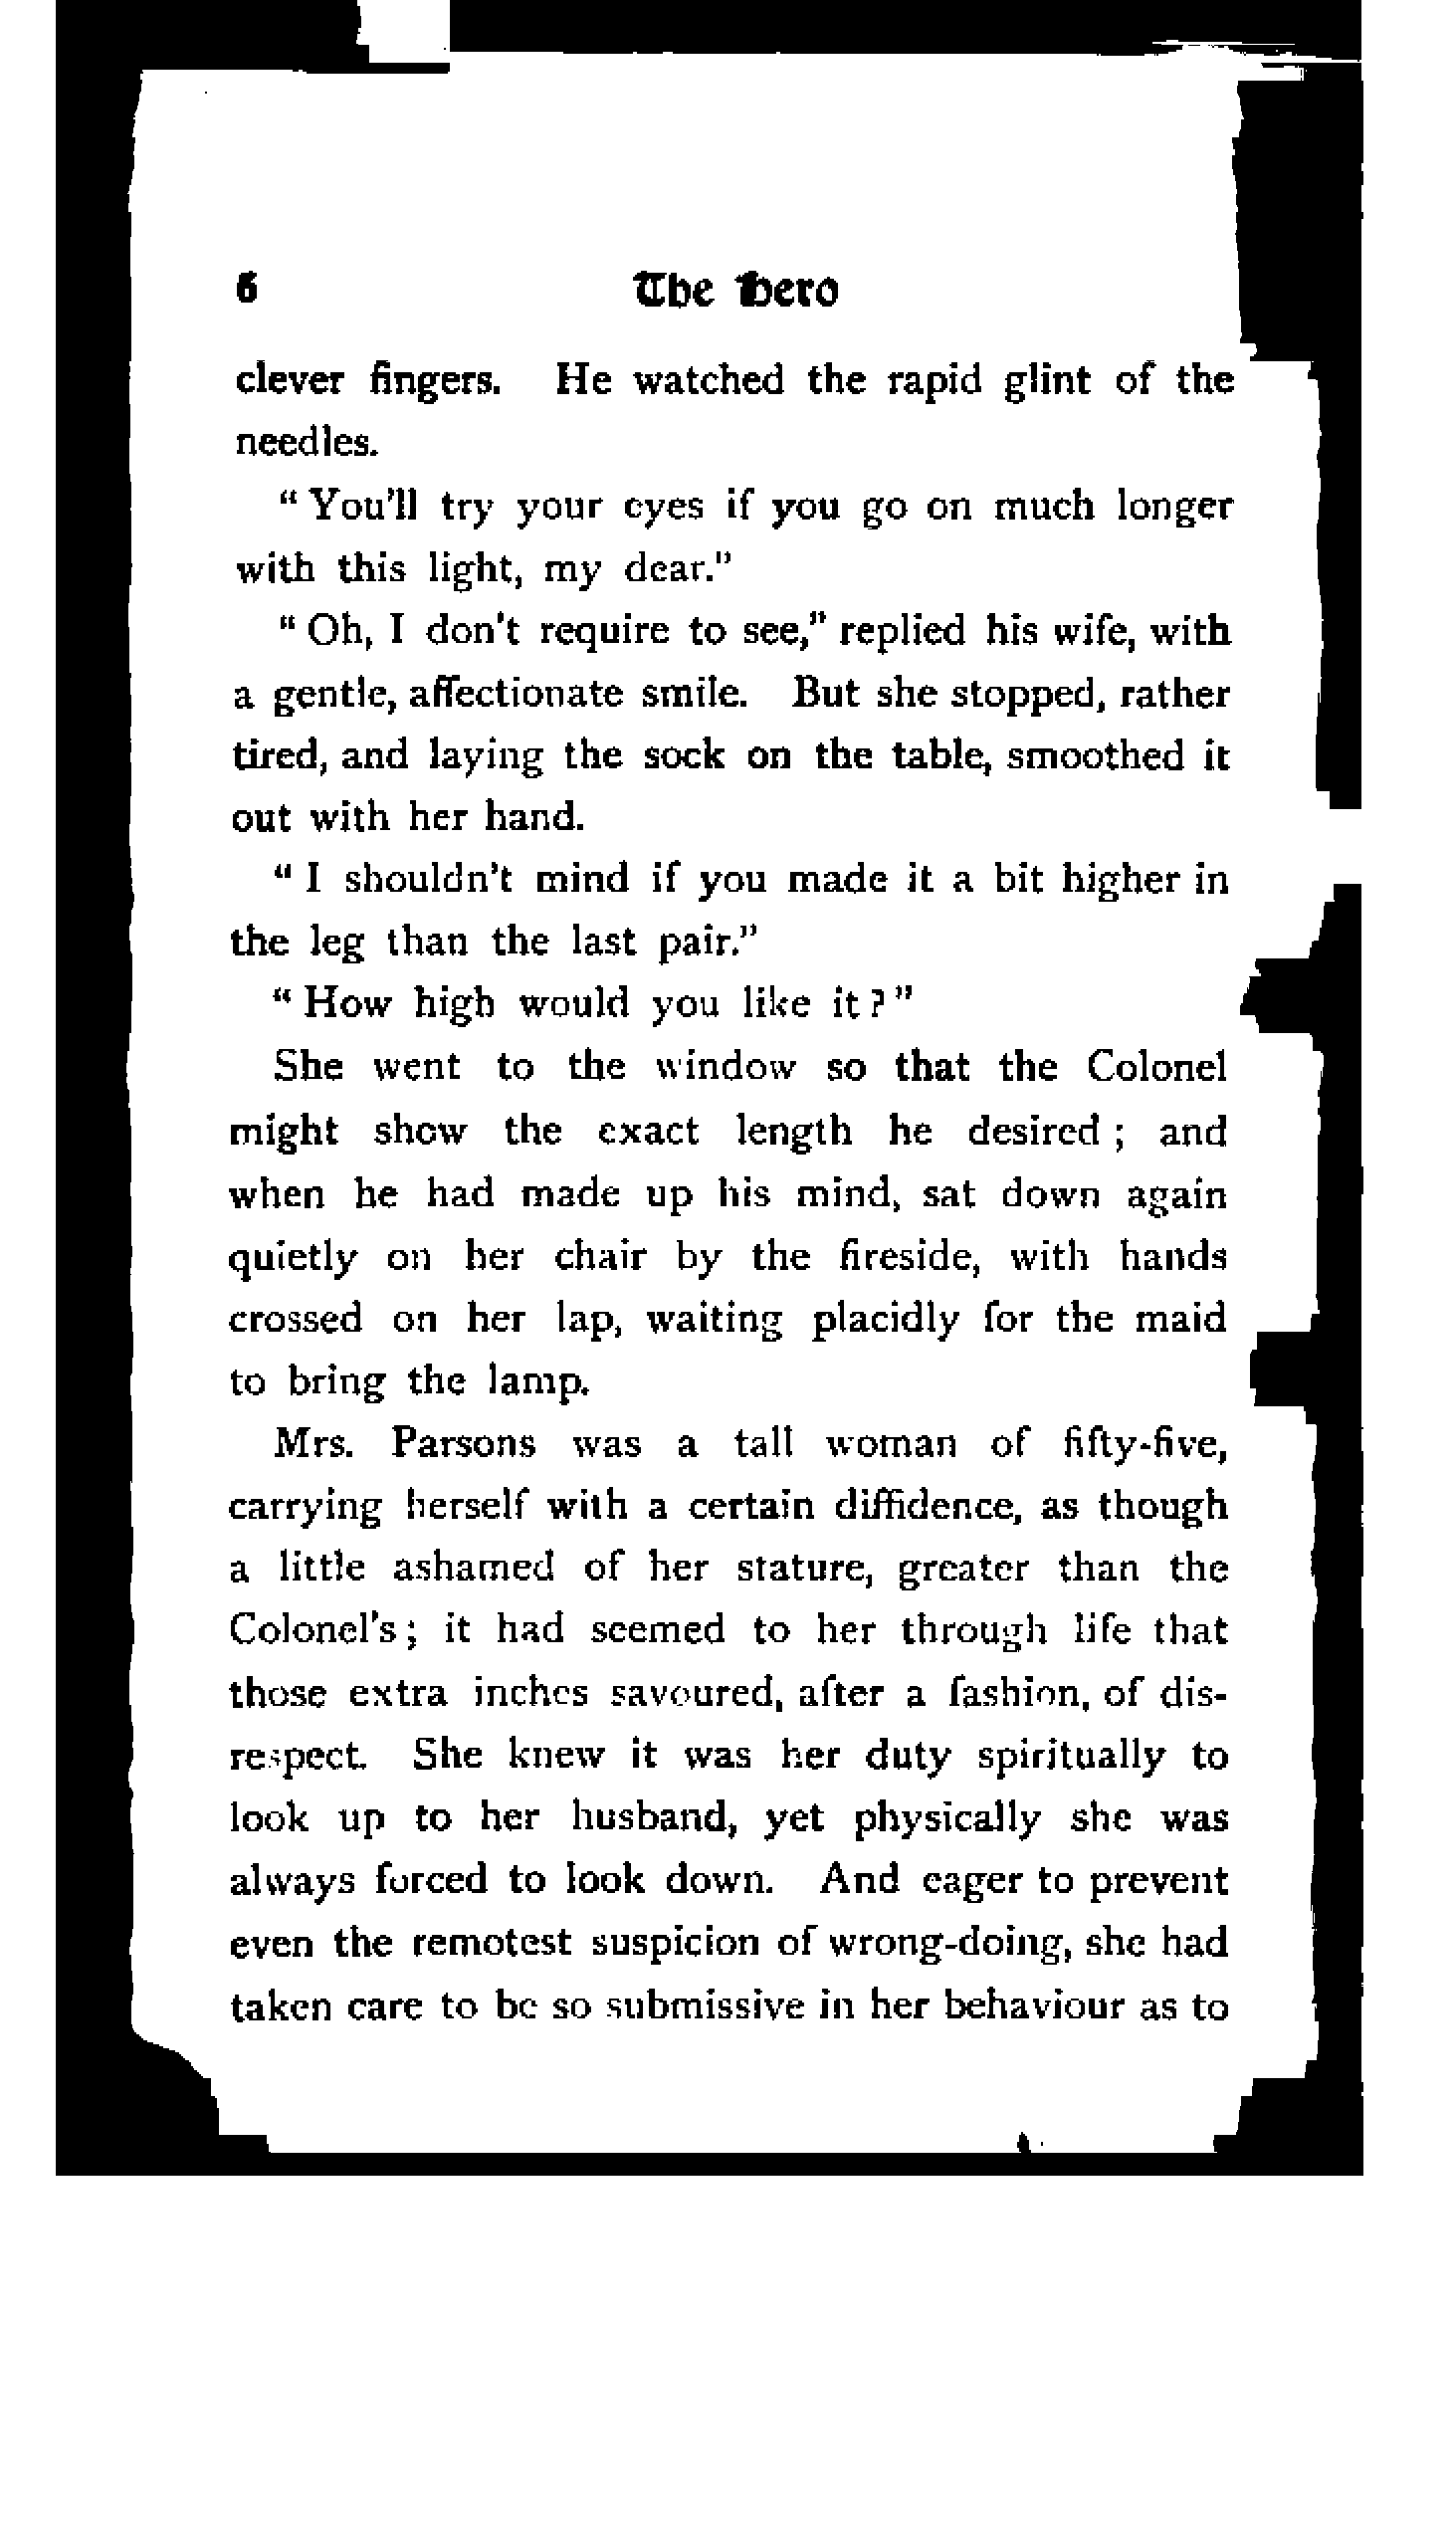 6 The Hero
clever fingers. He watched the rapid glint of the
needles.
“ You’ll try your eyes if you go on much longer
with this light, my dear.”
“ Oh, I don’t require to see,” replied his wife, with
a gentle, affectionate smile. But she stopped, rather
tired, and laying the sock on the table, smoothed it
out with her hand.
“ I shouldn’t mind if you made it a bit higher in
the leg than the last pair.”
“ How high would you like it ? ”
She went to the window so that the Colonel
might show the exact length he desired ; and
when he had made up his mind, sat down again
quietly on her chair by the fireside, with hands
crossed on her lap, waiting placidly for the maid
to bring the lamp.
Mrs. Parsons was a tall woman of fifty-five,
carrying herself with a certain diffidence, as though
a little ashamed of her stature, greater than the
Colonel’s ; it had seemed to her through life that
those extra inches savoured, after a fashion, of dis-
respect. She knew it was her duty spiritually to
look up to her husband, yet physically she was
always forced to look down. And eager to prevent
even the remotest suspicion of wrong-doing, she had
taken care to be so submissive in her behaviour as to